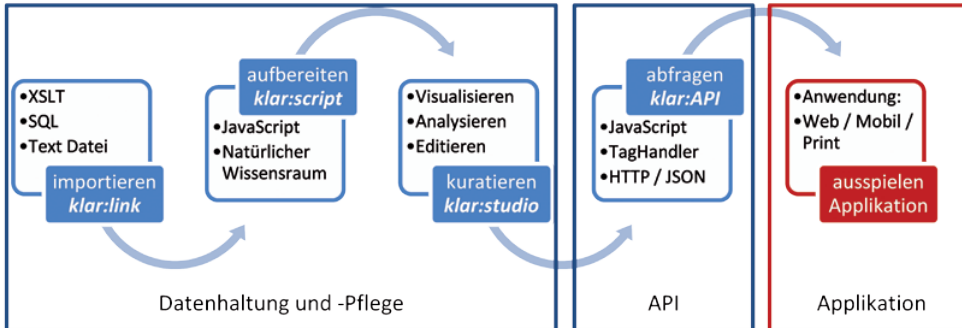 •XSLT
•SQL
•Text Datei
importieren
klar:link
aufbereiten
klar:script
•JavaScript
•Natürlicher
Wissensraum
•Visualisieren
•Analysieren
•Editieren
kuratieren
klar:studio
Datenhaltung und -Pflege
abfragen
klar:API
•JavaScript
•TagHandler
•HTTP / JSON
API
•Anwendung:
•Web / Mobil /
Print
ausspielen
Applikation
Applikation